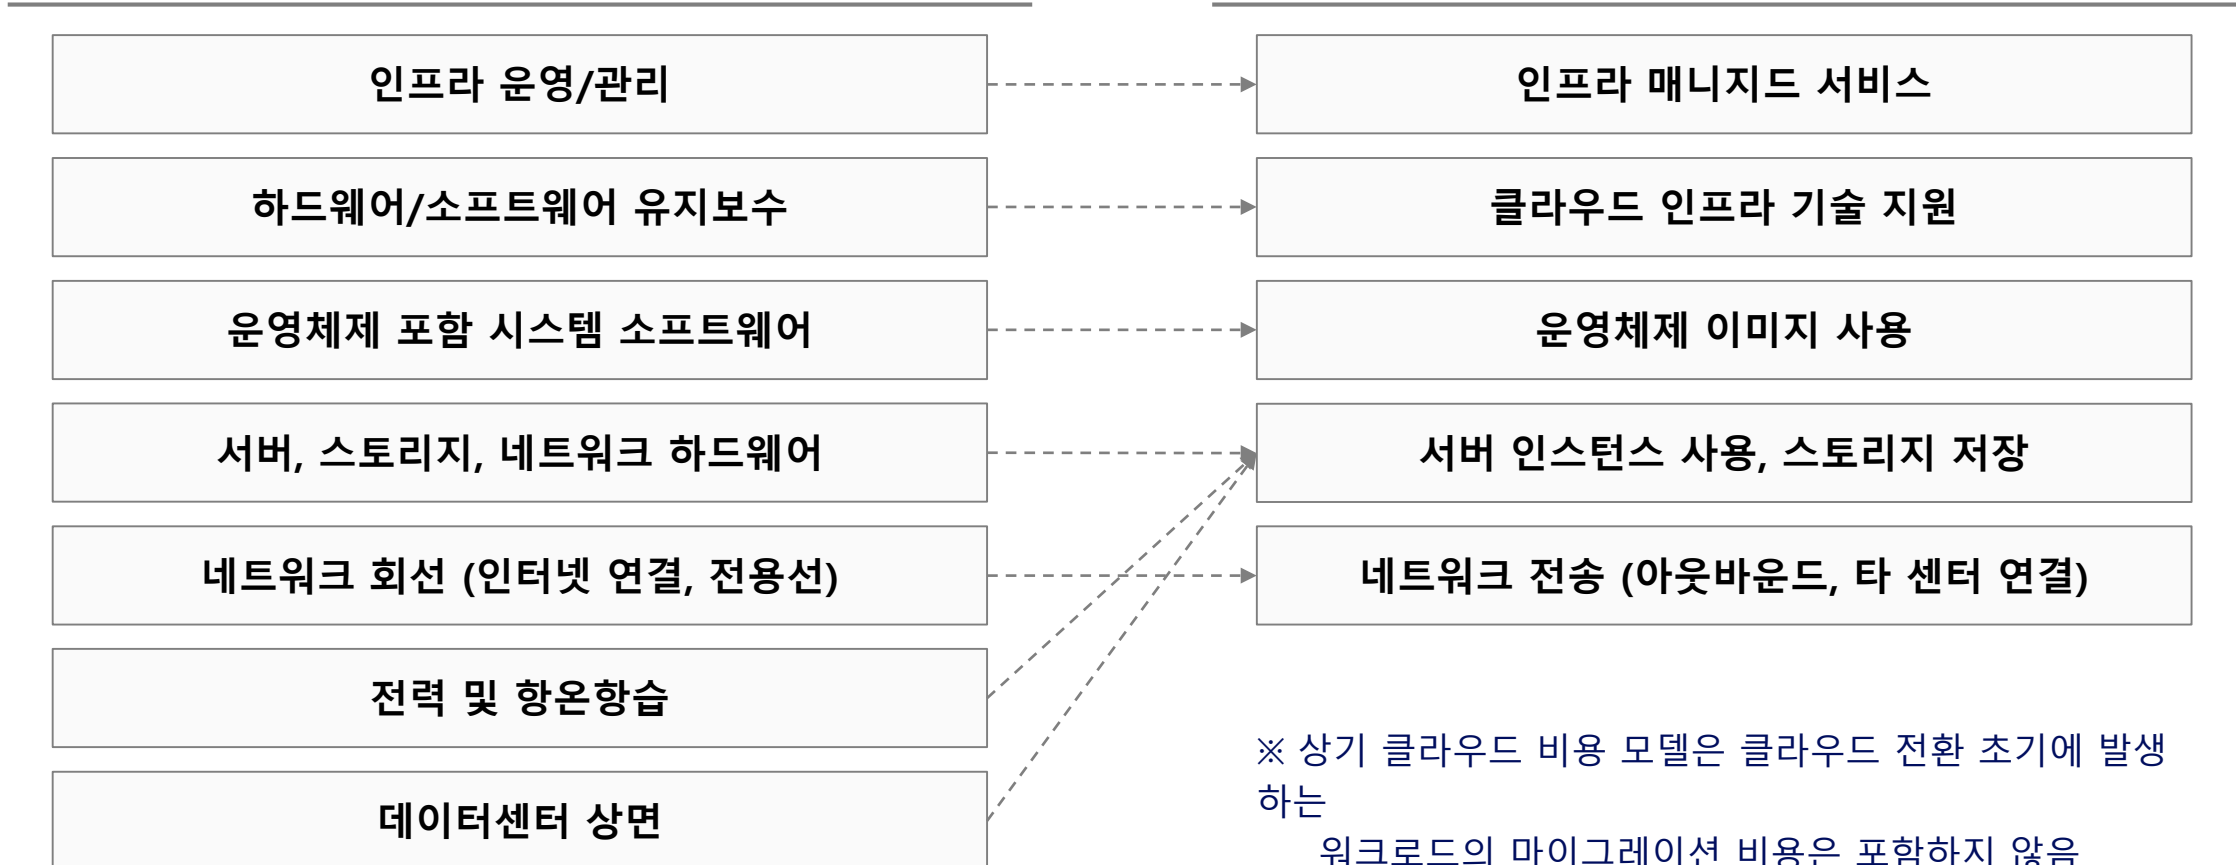 인프라 운영/관리
인프라 매니지드 서비스
하드웨어/소프트웨어 유지보수
클라우드 인프라 기술 지원
운영체제 포함 시스템 소프트웨어
운영체제 이미지 사용
서버, 스토리지, 네트워크 하드웨어
서버 인스턴스 사용, 스토리지 저장
네트워크 회선 (인터넷 연결, 전용선)
네트워크 전송 (아웃바운드, 타 센터 연결)
전력 및 항온항습
데이터센터 상면
※ 상기 클라우드 비용 모델은 클라우드 전환 초기에 발생
하는
워크로드의 마이그레이션 비용은 포함하지 않음